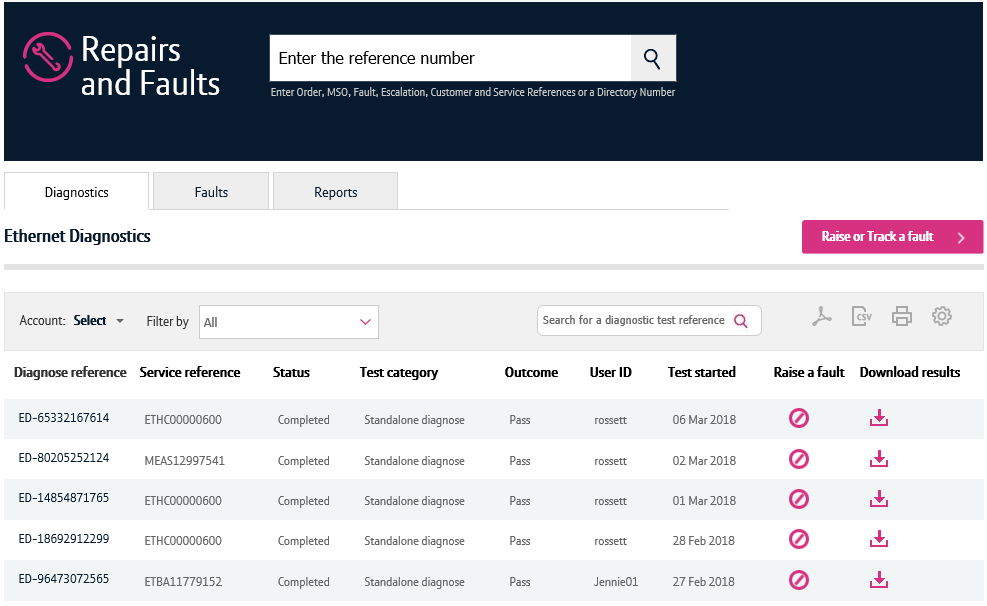 Repairs
and Faults
Enter the reference number
Enter Order, MSO, Fault, Escalation, Customer and Service References or a Directory Number
Diagnostics Faults Reports
Ethernet Diagnostics Raise or Track a fault
Account: Select Filter by All Search for a diagnostic test reference CSV
Diagnose reference Service reference Status Test category Outcome User ID Test started Raise a fault Download results
ED-65332167614 ETHC00000600 Completed Standalone diagnose Pass rossett 06 Mar 2018
ED-80205252124 MEAS12997541 Completed Standalone diagnose Pass rossett 02 Mar 2018
ED-14854871765 ETHC00000600 Completed Standalone diagnose Pass rossett 01 Mar 2018
ED-18692912299 ETHC00000600 Completed Standalone diagnose Pass rossett 28 Feb 2018
ED-96473072565 ETBA11779152 Completed Standalone diagnose Pass Jennie01 27 Feb 2018